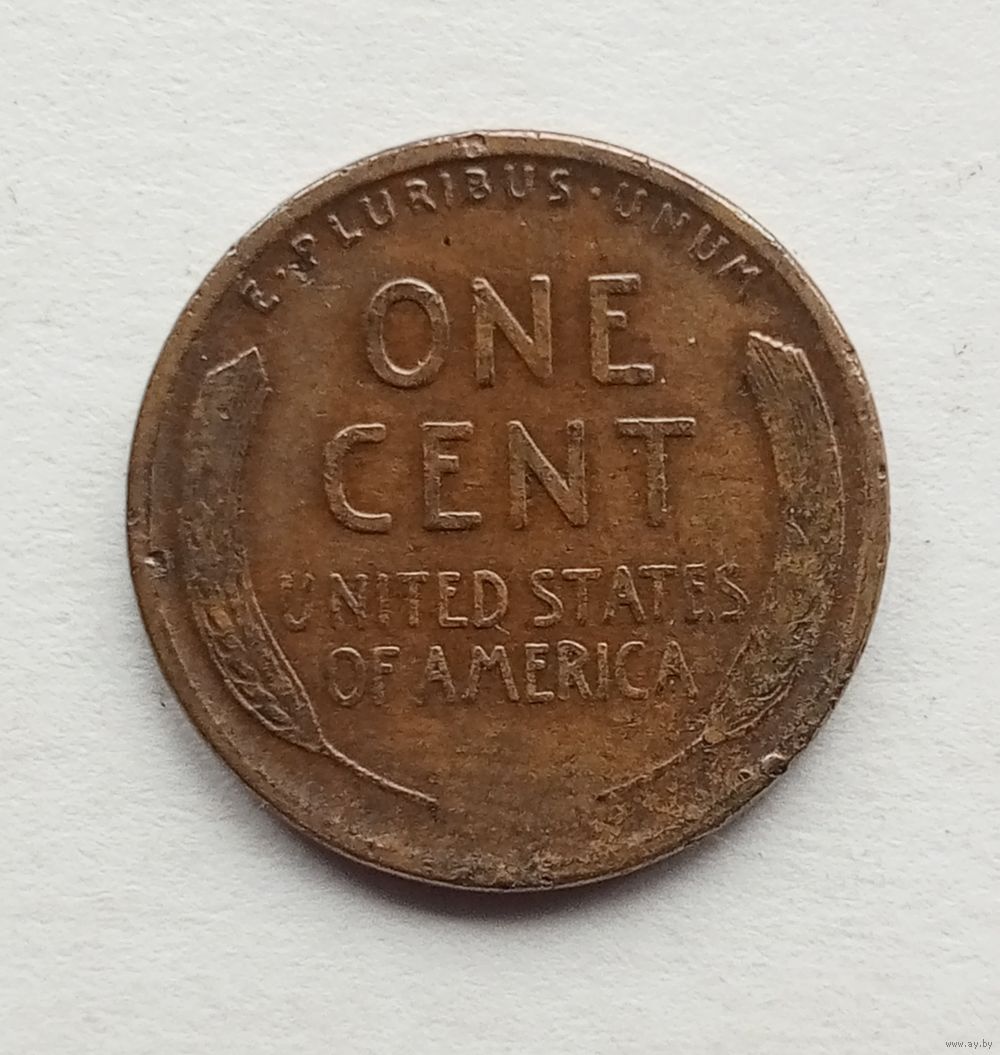 E · PLURIBUS · UNUM
ONE
CENT
UNITED STATES
OF AMERICA
www.ay.by